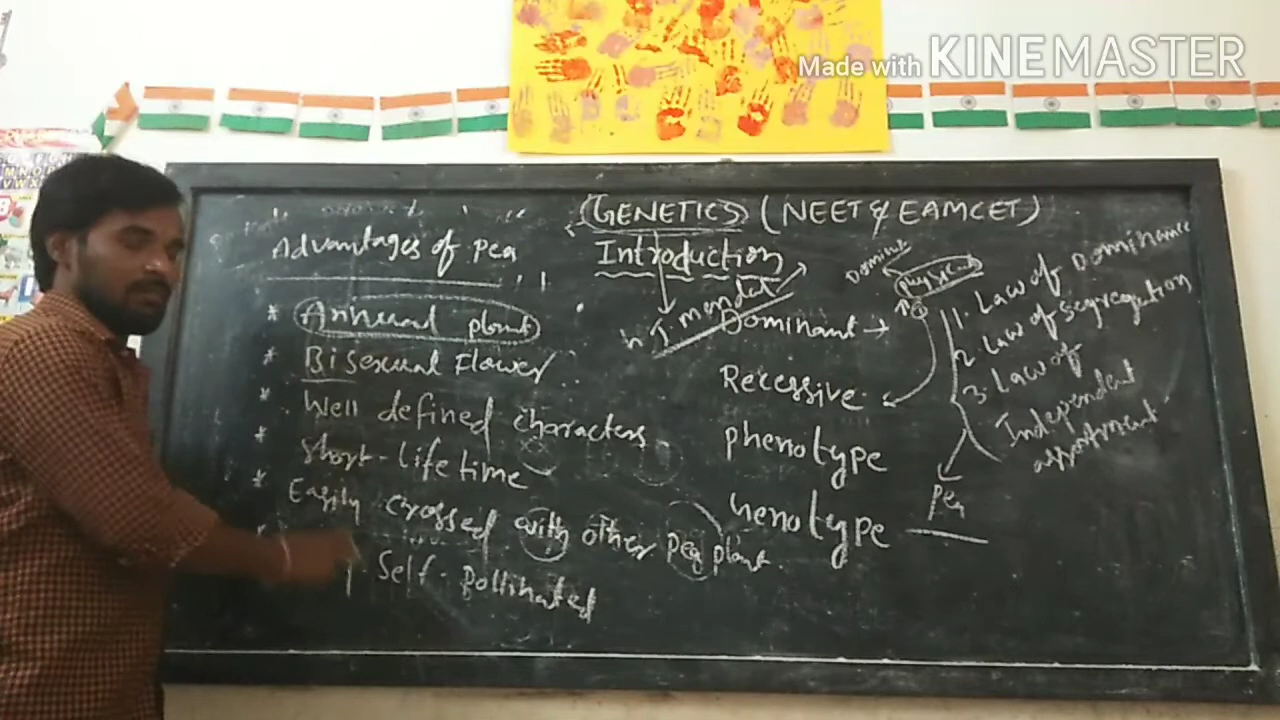 Made with KINEMASTER
GENETICS (NEET & EAMCET)
Advantages of Pea
* Annual plant
* Bisexual Flower
* Well defined characters
* Short-life time
* Easily crossed with other pea plant.
Self-Pollinated
Introduction
Dominant →
Recessive
phenotype
Genotype
1. Law of Dominance
2. Law of segregation
3. Law of
Independent
Pea